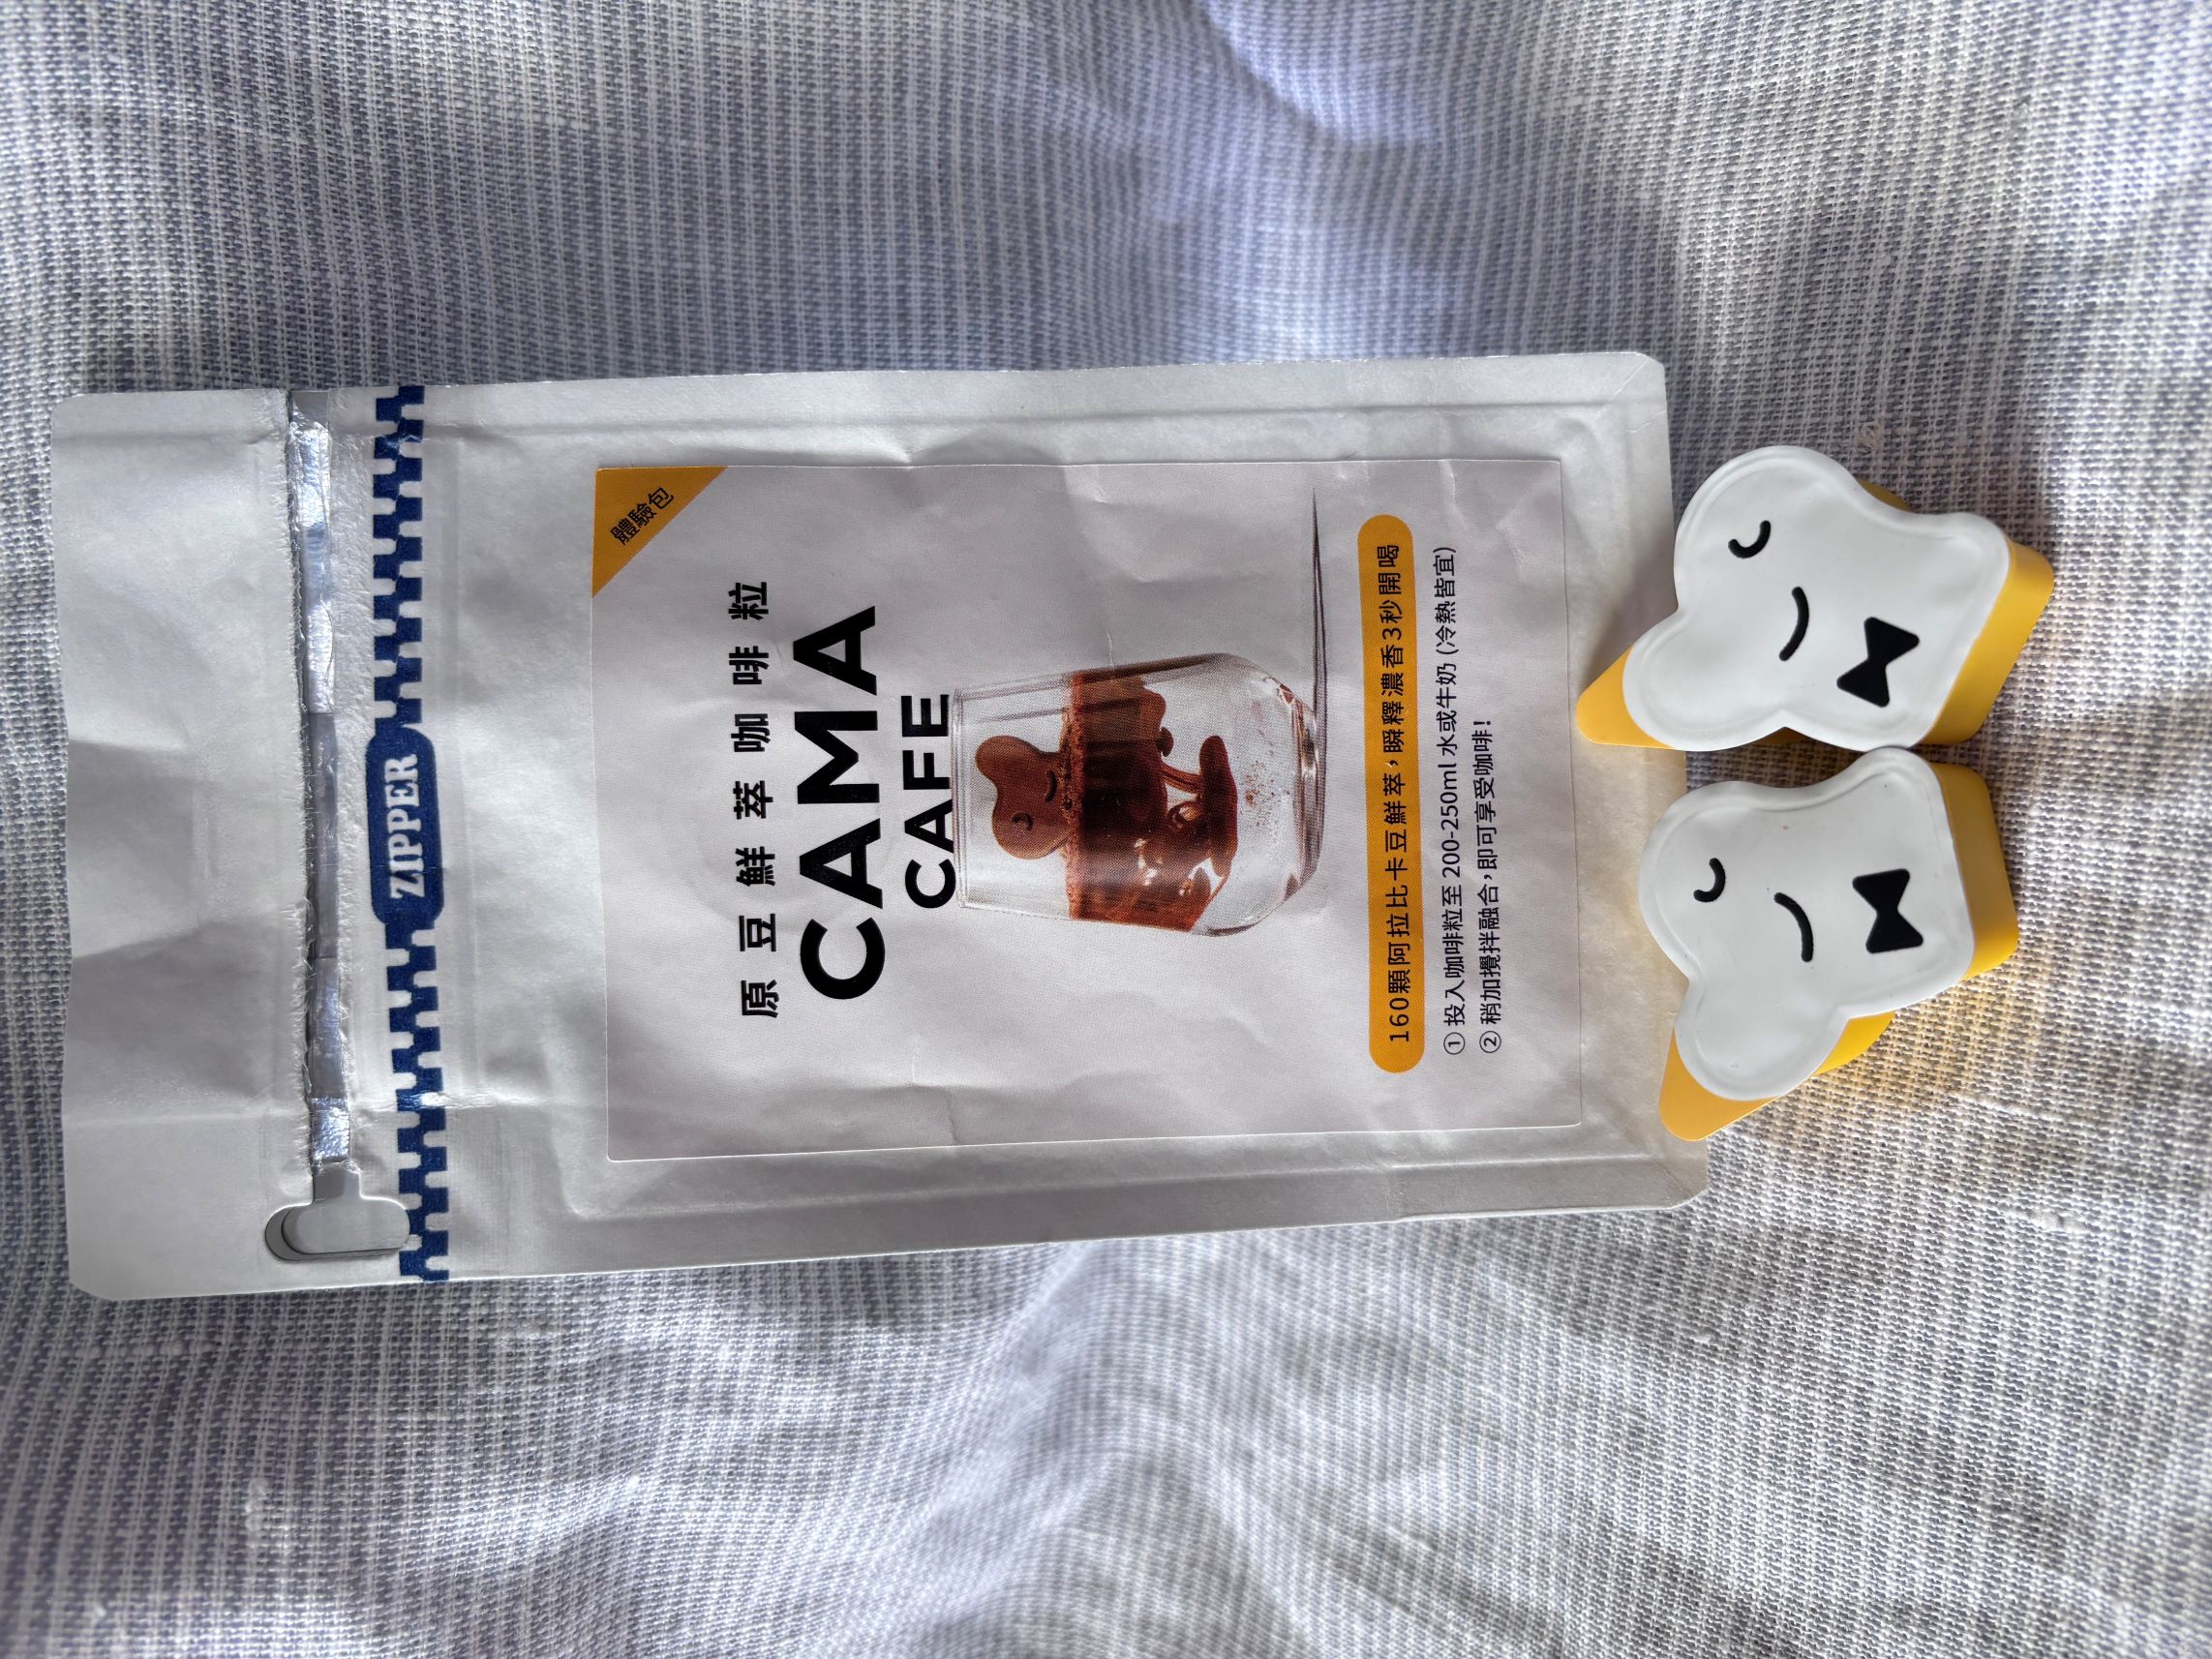 ZIPPER
體驗包
原豆鮮萃咖啡粒
CAMA
CAFE
160顆阿拉比卡豆鮮萃，瞬釋濃香3秒開喝
① 投入咖啡粒至 200-250ml 水或牛奶 (冷熱皆宜)
② 稍加攪拌融合，即可享受咖啡！